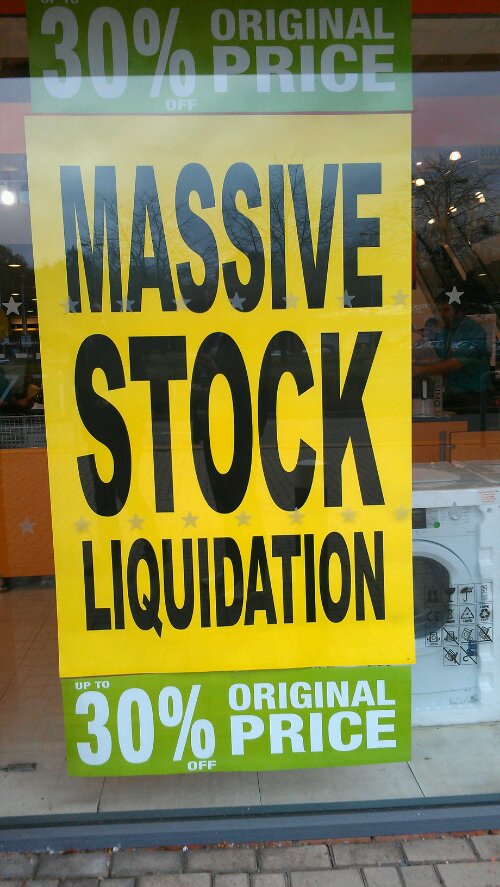 UP TO
30% OFF ORIGINAL PRICE
MASSIVE
STOCK
LIQUIDATION
UP TO
30% OFF ORIGINAL PRICE